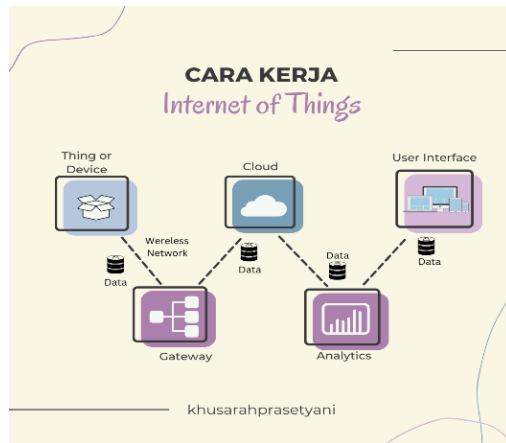 CARA KERJA
Internet of Things
Thing or
Device
Cloud
User Interface
Wereless
Network
Data
Data
Data
Data
Gateway
Analytics
khusarahprasetyani